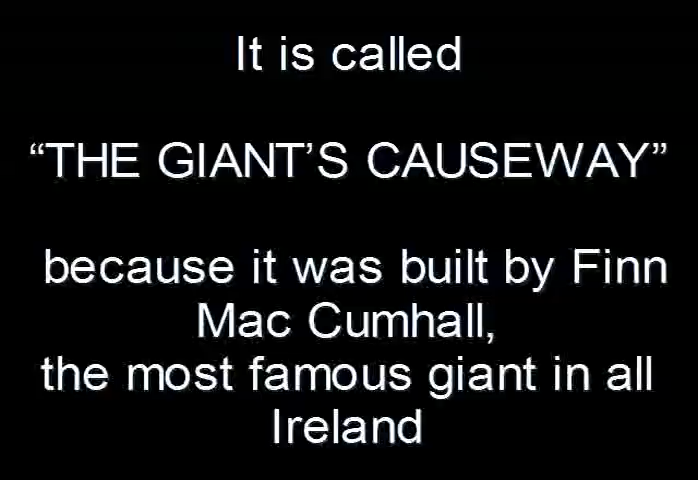 It is called
“THE GIANT’S CAUSEWAY”
because it was built by Finn
Mac Cumhall,
the most famous giant in all
Ireland